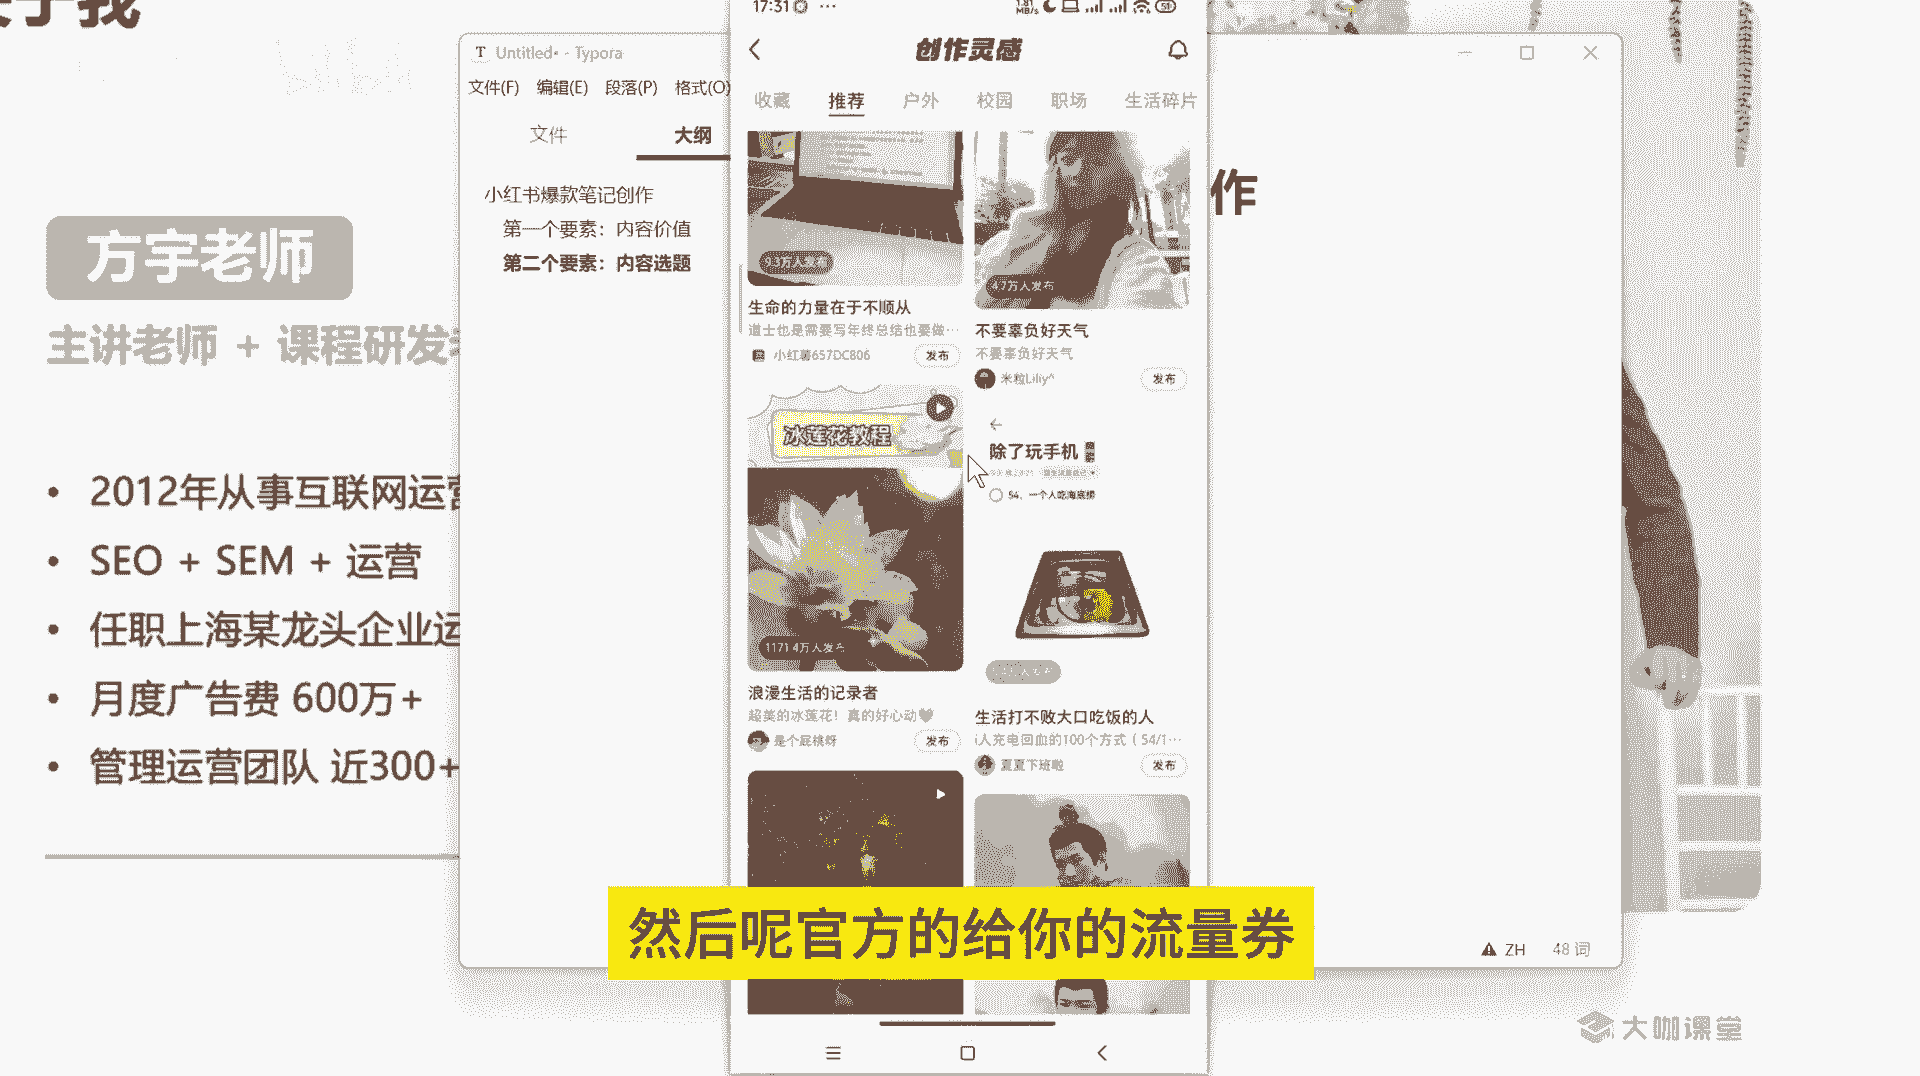 17:31
MB/s
创作灵感
收藏 推荐 户外 校园 职场 生活碎片
Untitled• - Typora
文件(F) 编辑(E) 段落(P) 格式(O)
文件 大纲
小红书爆款笔记创作
第一个要素：内容价值
第二个要素：内容选题
方宇老师
主讲老师 + 课程研发
• 2012年从事互联网运营
• SEO + SEM + 运营
• 任职上海某龙头企业运
• 月度广告费 600万+
• 管理运营团队 近300+
作
生命的力量在于不顺从
道士也是需要写年终总结也要做…
小红薯657DC806
发布
4.7万人发布
不要辜负好天气
不要辜负好天气
米粒Liliy^
发布
冰莲花教程
1171.4万人发布
浪漫生活的记录者
超美的冰莲花！真的好心动
是个屁桃呀
发布
除了玩手机
54、一个人吃海底捞
生活打不败大口吃饭的人
i人充电回血的100个方式（54/1…
夏夏下班啦
发布
然后呢官方的给你的流量券
ZH 48 词
大咖课堂